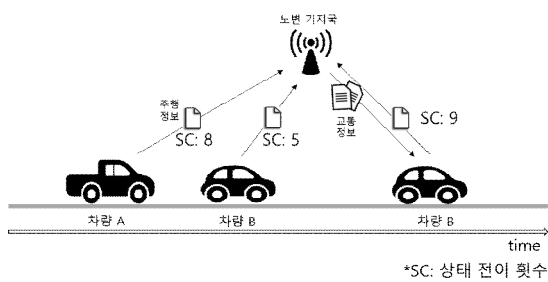 노변 기지국
주행
정보
SC: 8
SC: 5
교통
정보
SC: 9
차량 A
차량 B
차량 B
time
*SC: 상태 전이 횟수